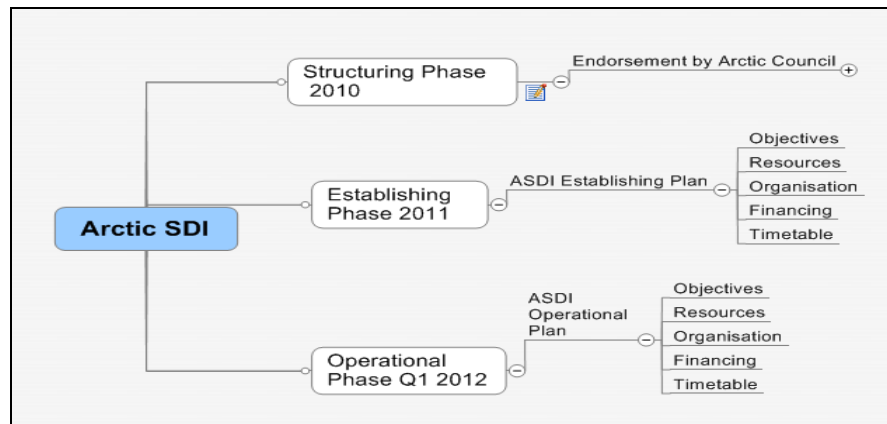 Structuring Phase
2010
Endorsement by Arctic Council
Objectives
Resources
Establishing
Phase 2011
ASDI Establishing Plan
Organisation
Financing
Timetable
Arctic SDI
Objectives
ASDI
Operational
Plan
Resources
Organisation
Operational
Phase Q1 2012
Financing
Timetable